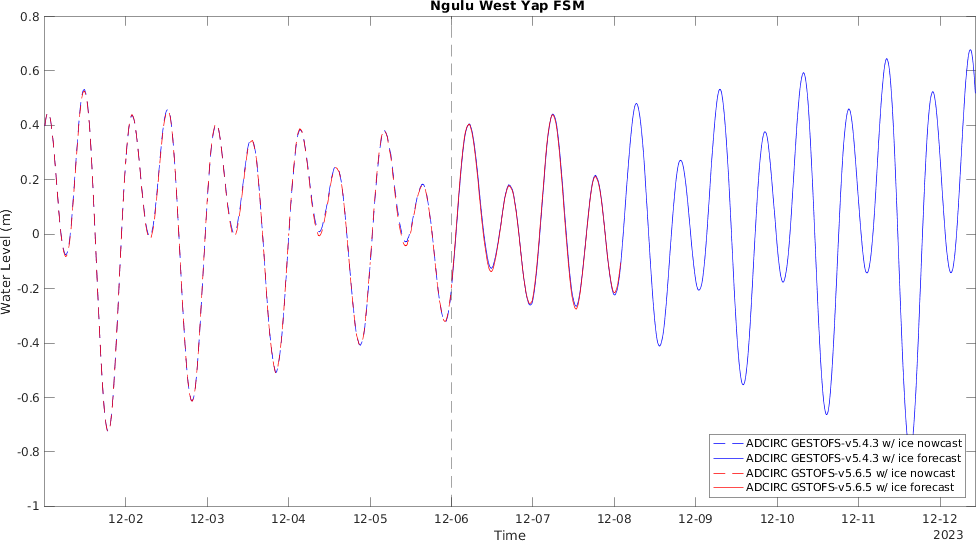 Ngulu West Yap FSM
0.8
0.6
0.4
0.2
0
-0.2
-0.4
-0.6
-0.8
-1
Water Level (m)
ADCIRC GESTOFS-v5.4.3 w/ ice nowcast
ADCIRC GESTOFS-v5.4.3 w/ ice forecast
ADCIRC GSTOFS-v5.6.5 w/ ice nowcast
ADCIRC GSTOFS-v5.6.5 w/ ice forecast
12-02 12-03 12-04 12-05 12-06 12-07 12-08 12-09 12-10 12-11 12-12
Time
2023